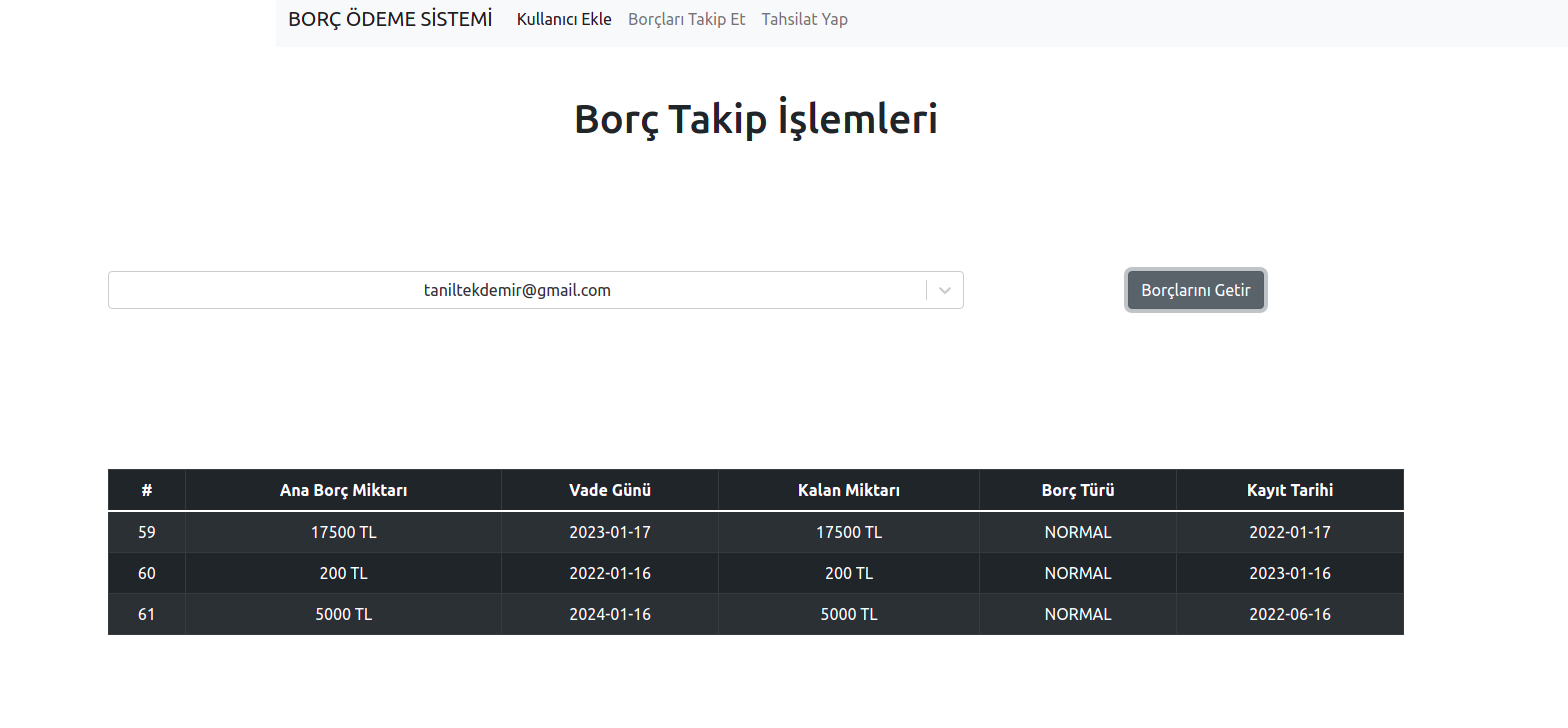 BORÇ ÖDEME SİSTEMİ Kullanıcı Ekle Borçları Takip Et Tahsilat Yap
Borç Takip İşlemleri
taniltekdemir@gmail.com Borçlarını Getir
# Ana Borç Miktarı Vade Günü Kalan Miktarı Borç Türü Kayıt Tarihi
59 17500 TL 2023-01-17 17500 TL NORMAL 2022-01-17
60 200 TL 2022-01-16 200 TL NORMAL 2023-01-16
61 5000 TL 2024-01-16 5000 TL NORMAL 2022-06-16